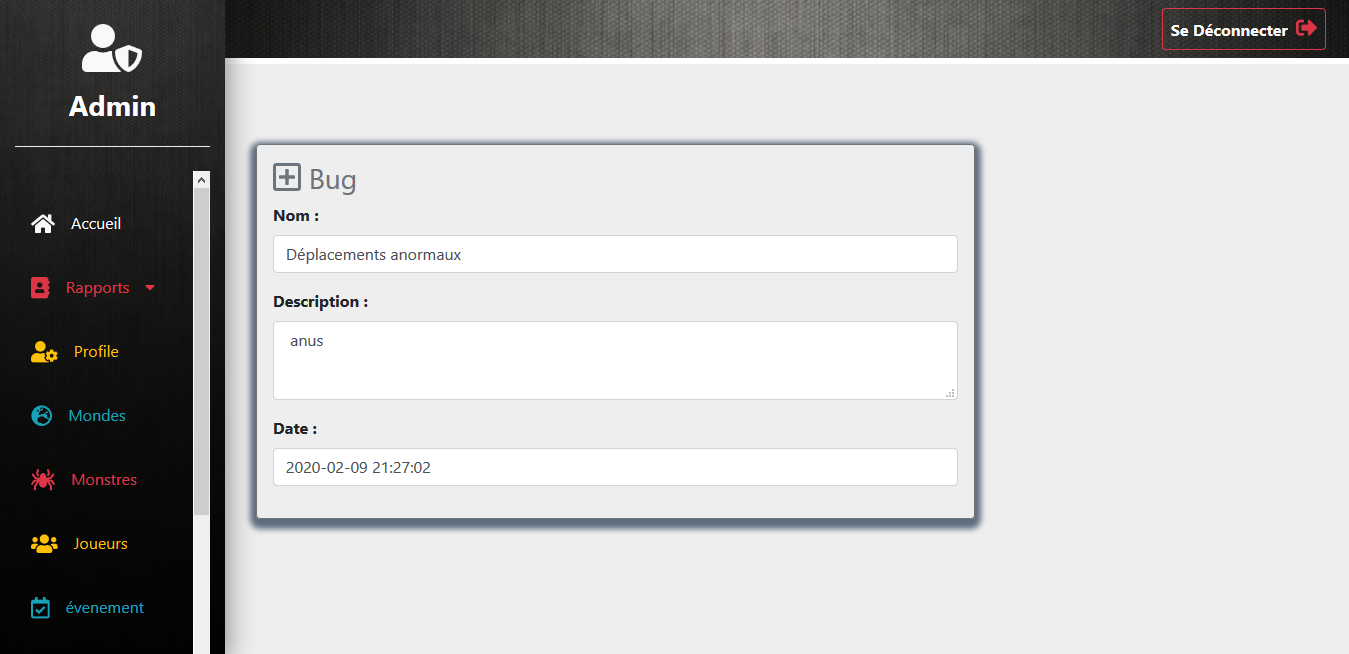 Se Déconnecter
Admin
Accueil
Rapports
Profile
Mondes
Monstres
Joueurs
évenement
Bug
Nom :
Déplacements anormaux
Description :
anus
Date :
2020-02-09 21:27:02